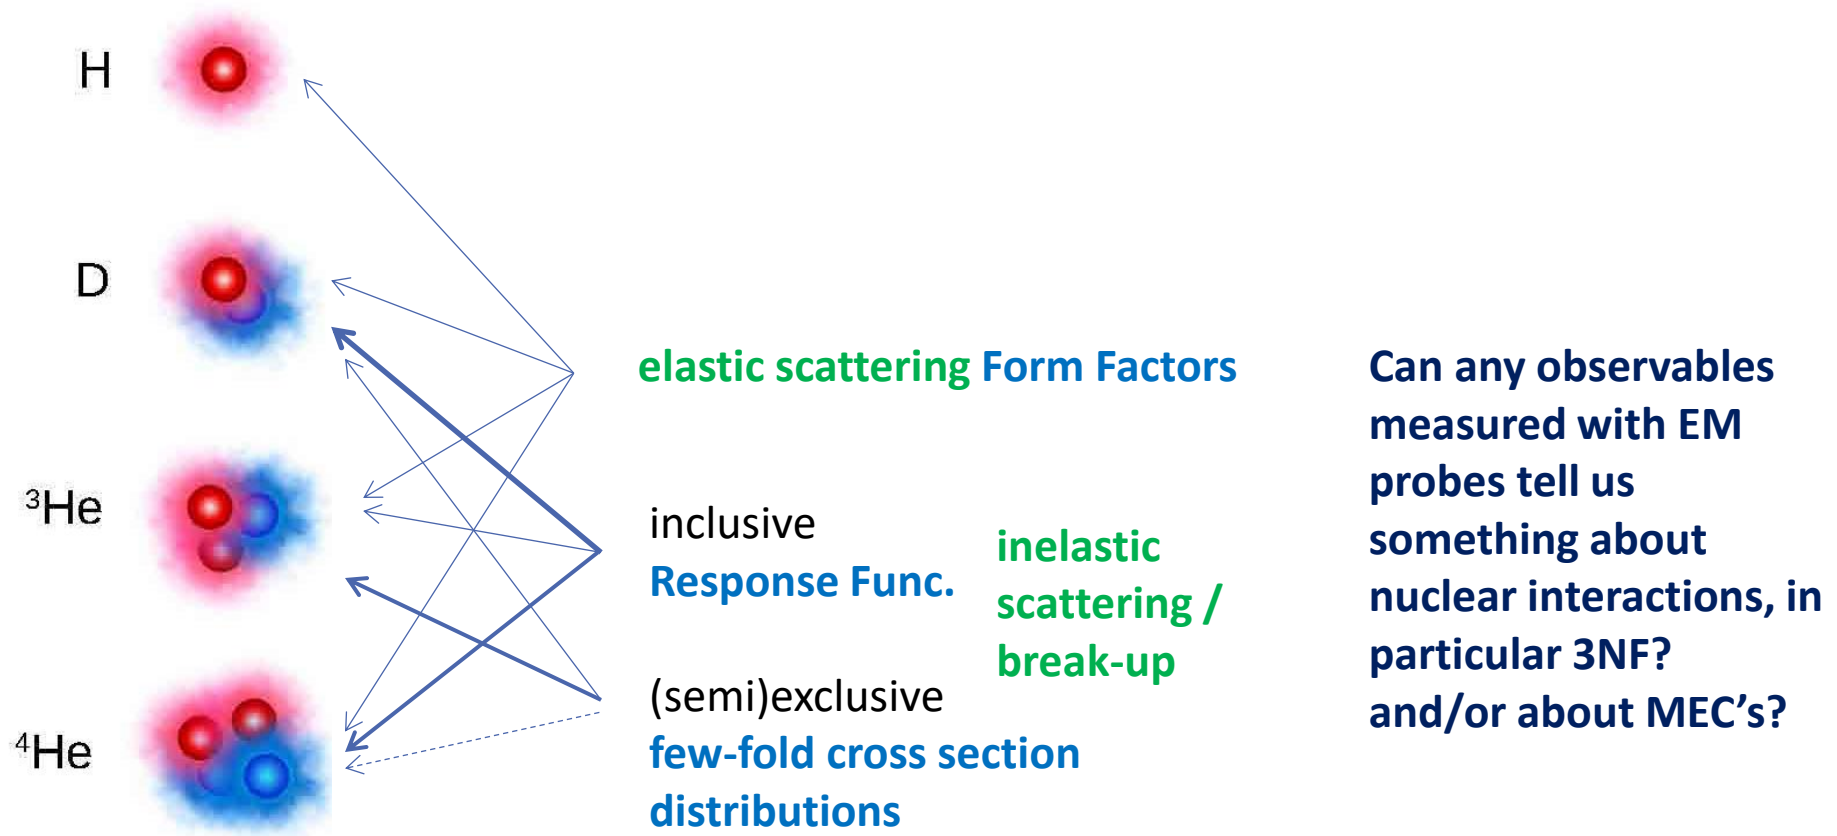 H
D
³He
⁴He
elastic scattering Form Factors
inclusive
Response Func.
inelastic
scattering /
break-up
(semi)exclusive
few-fold cross section
distributions
Can any observables
measured with EM
probes tell us
something about
nuclear interactions, in
particular 3NF?
and/or about MEC's?